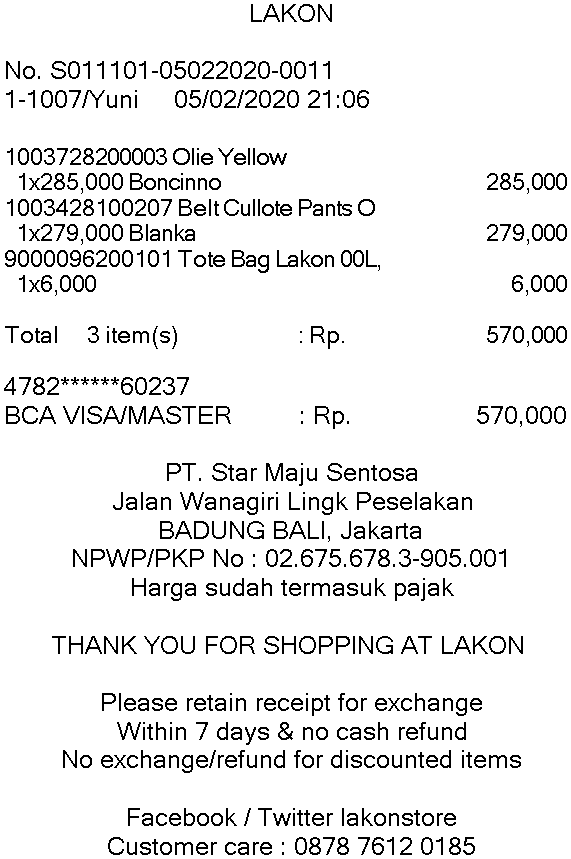 LAKON
No. S011101-05022020-0011
1-1007/Yuni 05/02/2020 21:06
1003728200003 Olie Yellow
1x285,000 Boncinno 285,000
1003428100207 Belt Cullote Pants O
1x279,000 Blanka 279,000
9000096200101 Tote Bag Lakon 00L,
1x6,000 6,000
Total 3 item(s) : Rp. 570,000
4782******60237
BCA VISA/MASTER : Rp. 570,000
PT. Star Maju Sentosa
Jalan Wanagiri Lingk Peselakan
BADUNG BALI, Jakarta
NPWP/PKP No : 02.675.678.3-905.001
Harga sudah termasuk pajak
THANK YOU FOR SHOPPING AT LAKON
Please retain receipt for exchange
Within 7 days & no cash refund
No exchange/refund for discounted items
Facebook / Twitter lakonstore
Customer care : 0878 7612 0185